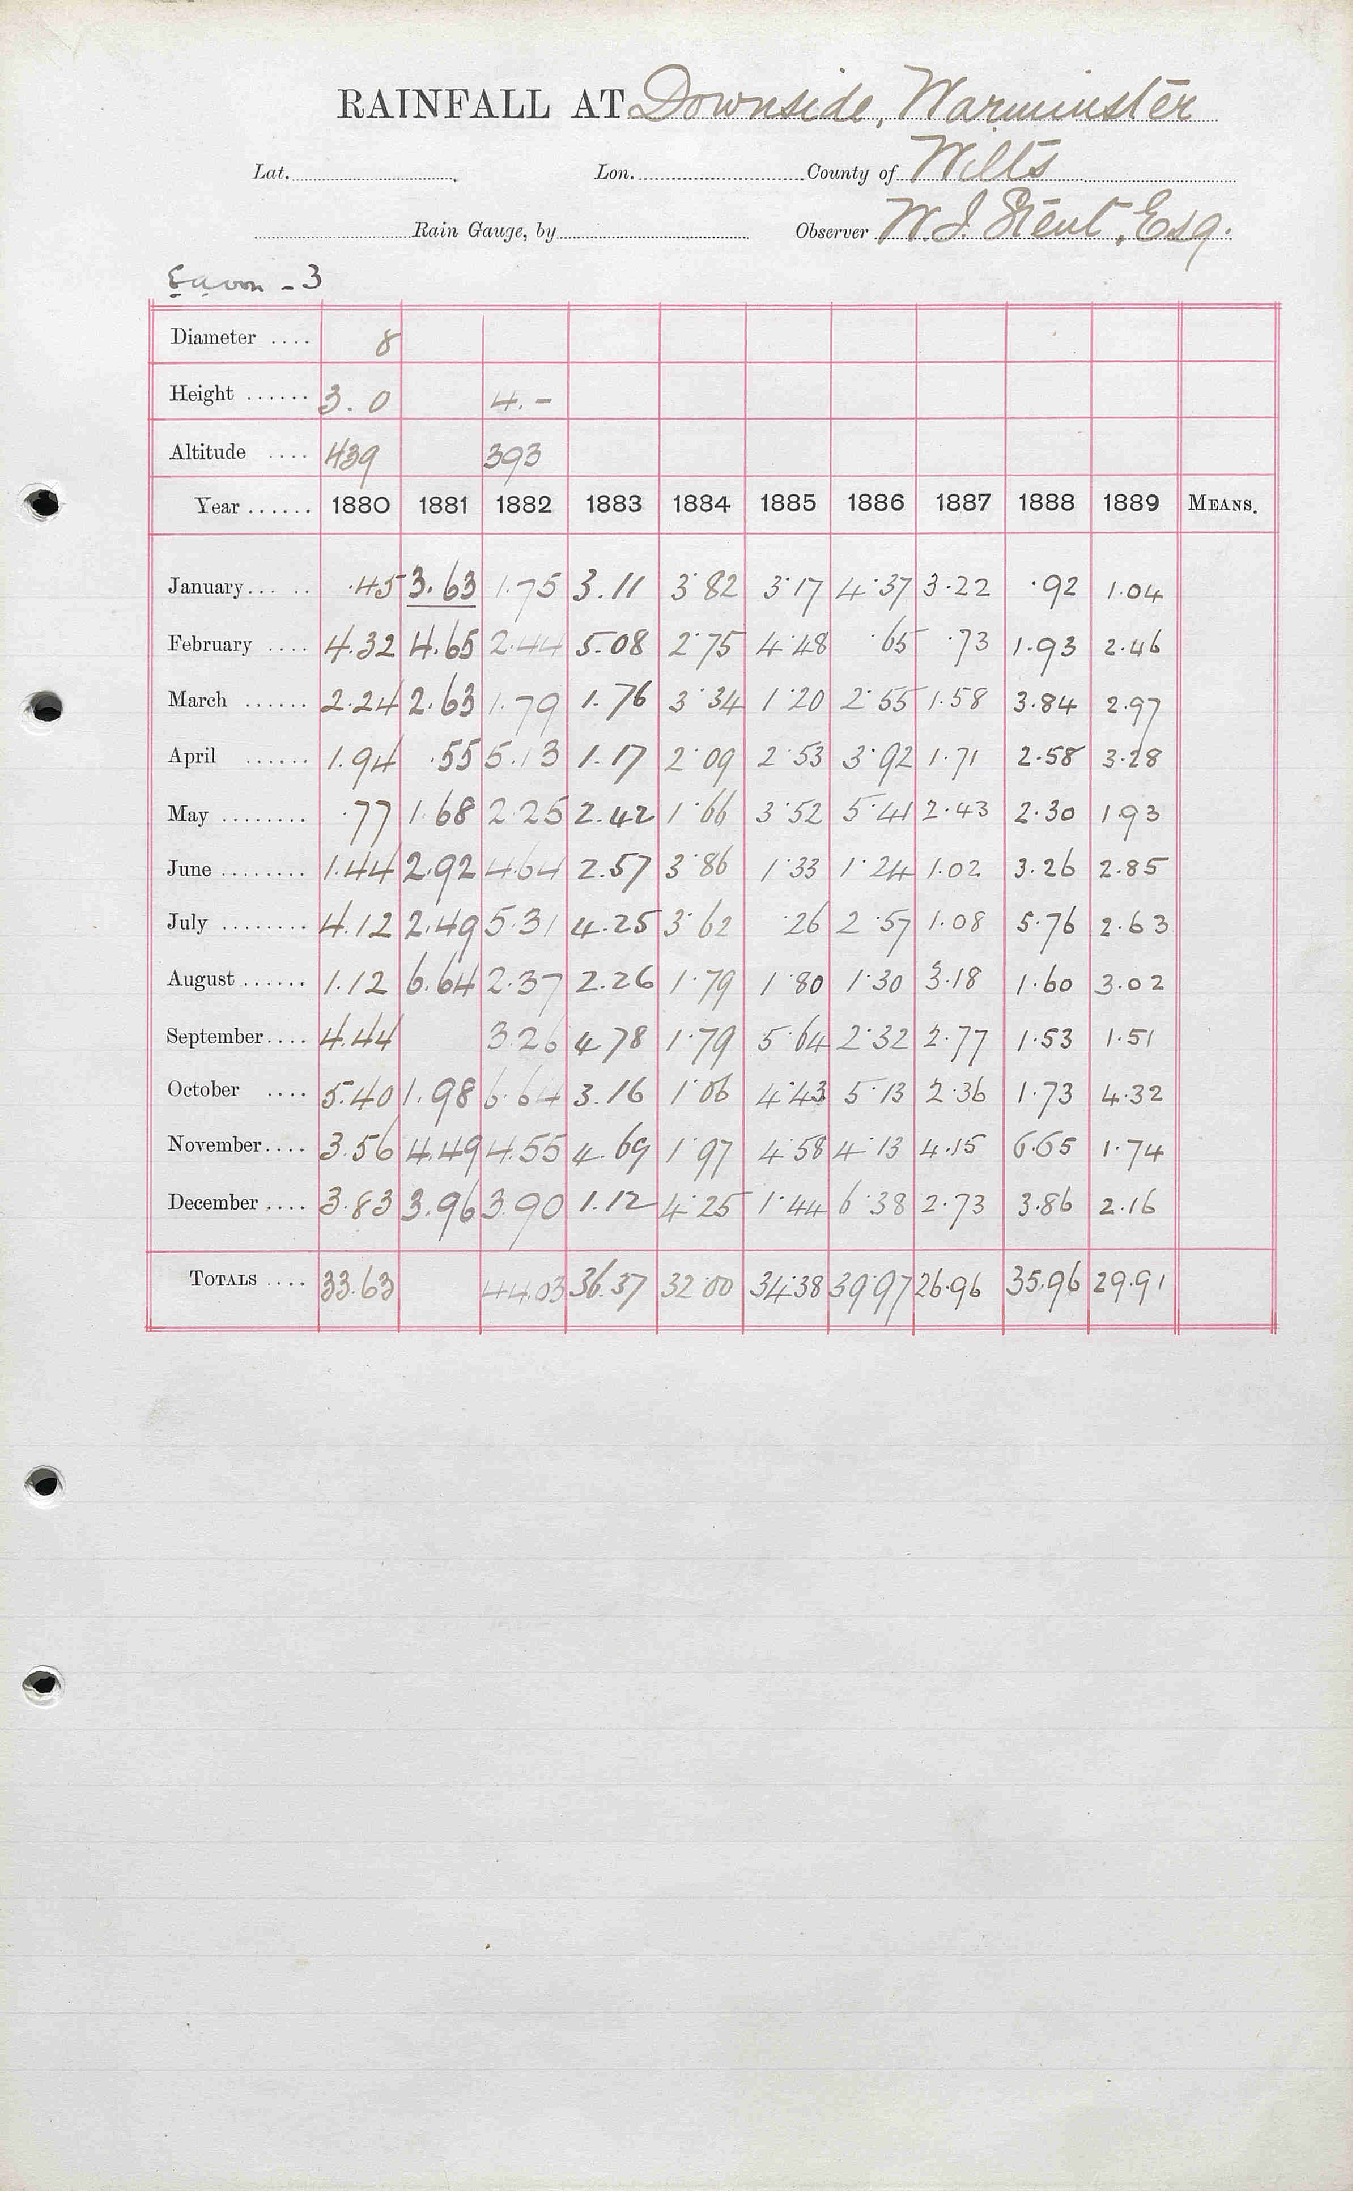 RAINFALL AT Downside, Warminster
Lat. Lon. County of Wilts
Rain Gauge, by Observer W. J. Stent, Esq.
E avon - 3
Diameter .... 8
Height ...... 3.0 4.-
Altitude .... 439 393
Year ...... 1880 1881 1882 1883 1884 1885 1886 1887 1888 1889 MEANS.
January.... .. .45 3.63 1.75 3.11 3.82 3.17 4.37 3.22 .92 1.04
February .... 4.32 4.65 2.44 5.08 2.75 4.48 .65 .73 1.93 2.46
March ...... 2.24 2.63 1.79 1.76 3.34 1.20 2.55 1.58 3.84 2.97
April ...... 1.94 .55 5.13 1.17 2.09 2.53 3.92 1.71 2.58 3.28
May ........ .77 1.68 2.25 2.42 1.66 3.52 5.41 2.43 2.30 1 93
June ........ 1.44 2.92 4.64 2.57 3.86 1.33 1.24 1.02 3.26 2.85
July ........ 4.12 2.49 5.31 4.25 3.62 .26 2.57 1.08 5.76 2.63
August ...... 1.12 6.64 2.37 2.26 1.79 1.80 1.30 3.18 1.60 3.02
September.... 4.44 3.26 4.78 1.79 5.64 2.32 2.77 1.53 1.51
October .... 5.40 1.98 6.64 3.16 1.06 4.43 5.13 2.36 1.73 4.32
November.... 3.56 4.49 4.55 4.69 1.97 4.58 4.13 4.15 6.65 1.74
December .... 3.83 3.96 3.90 1.12 4.25 1.44 6.38 2.73 3.86 2.16
TOTALS .... 33.63 44.03 36.37 32.00 34.38 39.97 26.96 35.96 29.91